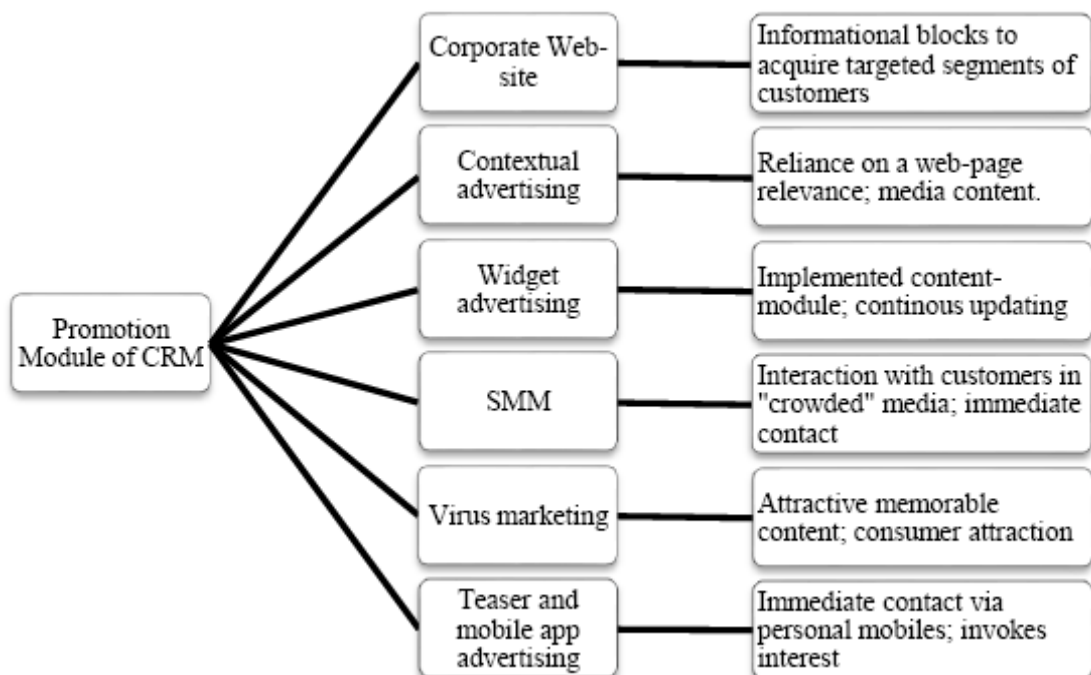 Promotion
Module of CRM
Corporate Web-
site
Informational blocks to
acquire targeted segments of
customers
Contextual
advertising
Reliance on a web-page
relevance; media content.
Widget
advertising
Implemented content-
module; continous updating
SMM
Interaction with customers in
"crowded" media; immediate
contact
Virus marketing
Attractive memorable
content; consumer attraction
Teaser and
mobile app
advertising
Immediate contact via
personal mobiles; invokes
interest